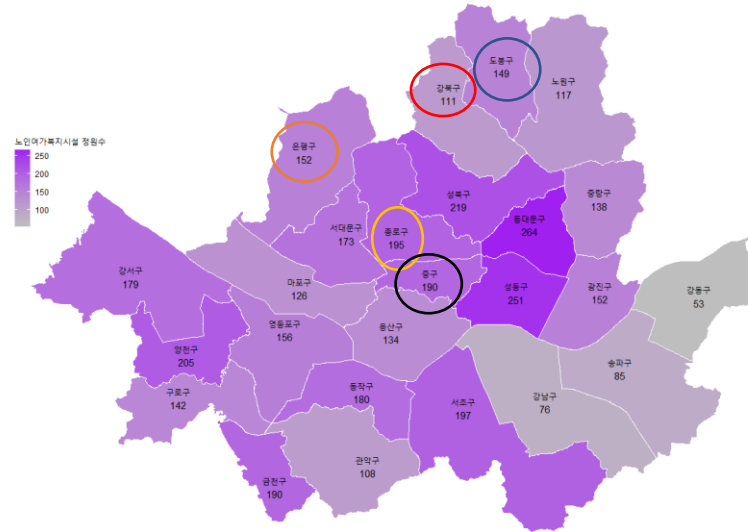 도봉구
149
강북구
111
노원구
117
은평구
152
노인여가복지시설 정원수
250
200
150
100
성북구
219
중랑구
138
동대문구
264
서대문구
173
종로구
195
강서구
179
중구
190
성동구
251
광진구
152
강동구
53
마포구
126
영등포구
156
용산구
134
양천구
205
송파구
85
구로구
142
동작구
180
서초구
197
강남구
76
관악구
108
금천구
190